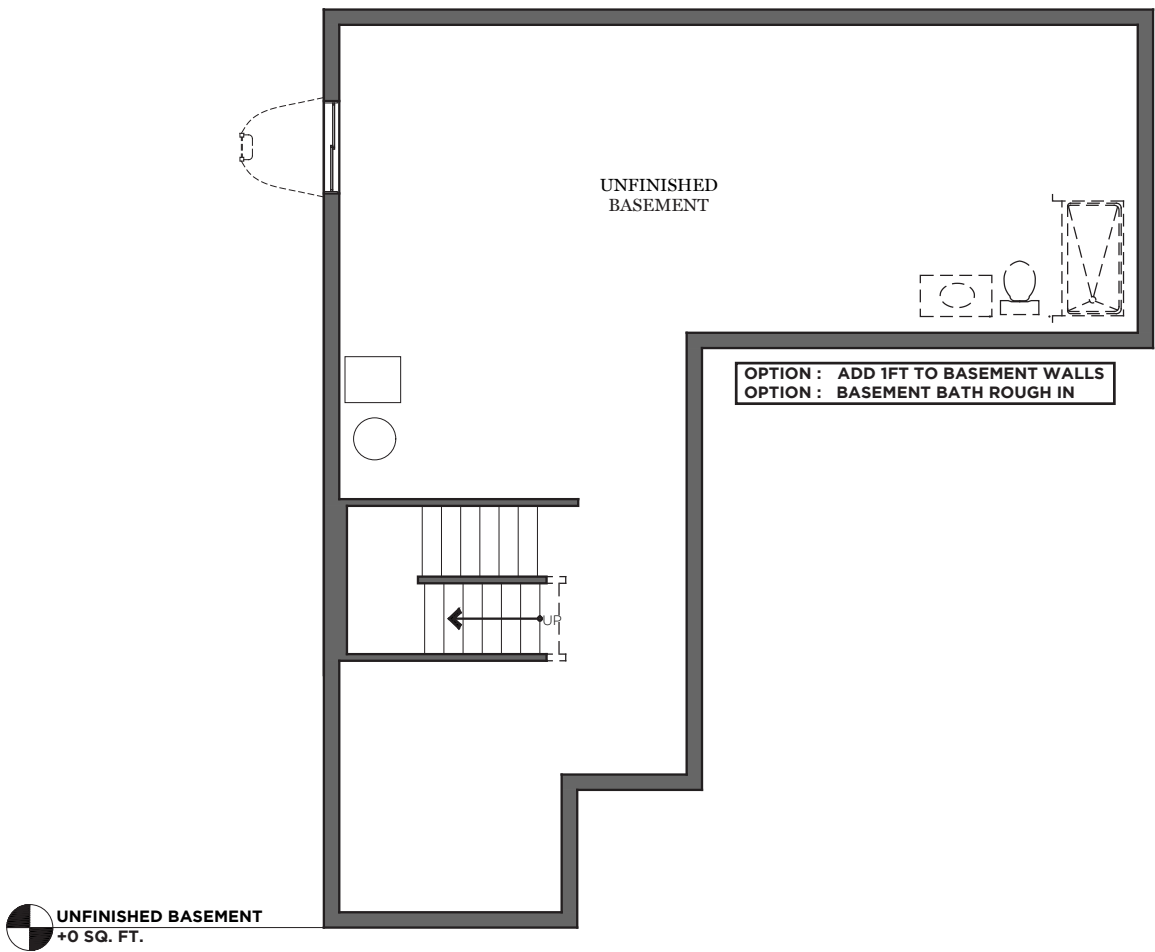 UNFINISHED
BASEMENT
OPTION : ADD 1FT TO BASEMENT WALLS
OPTION : BASEMENT BATH ROUGH IN
UP
UNFINISHED BASEMENT
+0 SQ. FT.